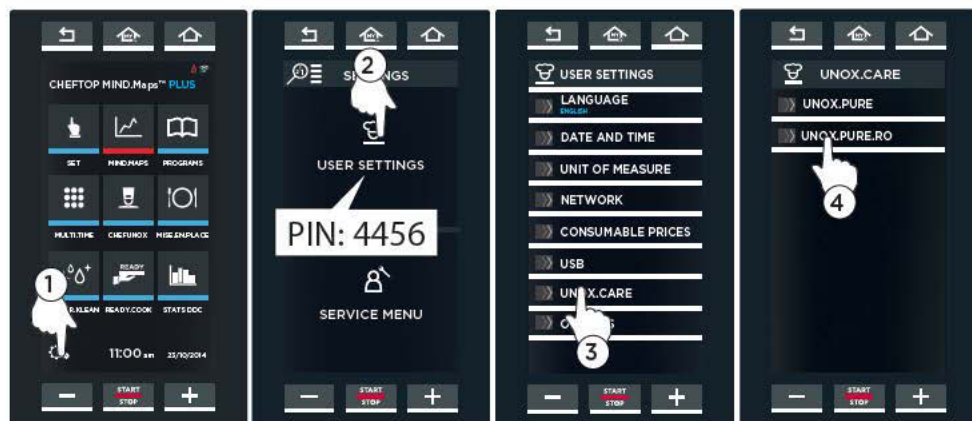 CHEFTOP MIND.Maps™ PLUS
SET
MIND.MAPS
PROGRAMS
MULTI.TIME
CHEFUNOX
MISE.EN.PLACE
READY
1
R.KLEAN
READY.COOK
STATS DDC
11:00 am
23/10/2014
START
STOP
2
USER SETTINGS
PIN: 4456
SERVICE MENU
START
STOP
USER SETTINGS
LANGUAGE
ENGLISH
DATE AND TIME
UNIT OF MEASURE
NETWORK
CONSUMABLE PRICES
USB
UNOX.CARE
3
START
STOP
UNOX.CARE
UNOX.PURE
UNOX.PURE.RO
4
START
STOP